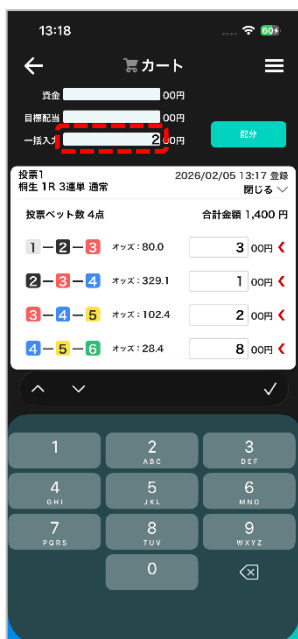 13:18
60
カート
資金 00円
目標配当 00円
一括入力 2 00円
配分
投票1 2026/02/05 13:17 登録
桐生 1R 3連単 通常 閉じる
投票ベット数 4点 合計金額 1,400 円
1-2-3 オッズ:80.0 3 00円
2-3-4 オッズ:329.1 1 00円
3-4-5 オッズ:102.4 2 00円
4-5-6 オッズ:28.4 8 00円
1 2 3
ABC DEF
4 5 6
GHI JKL MNO
7 8 9
PQRS TUV WXYZ
0